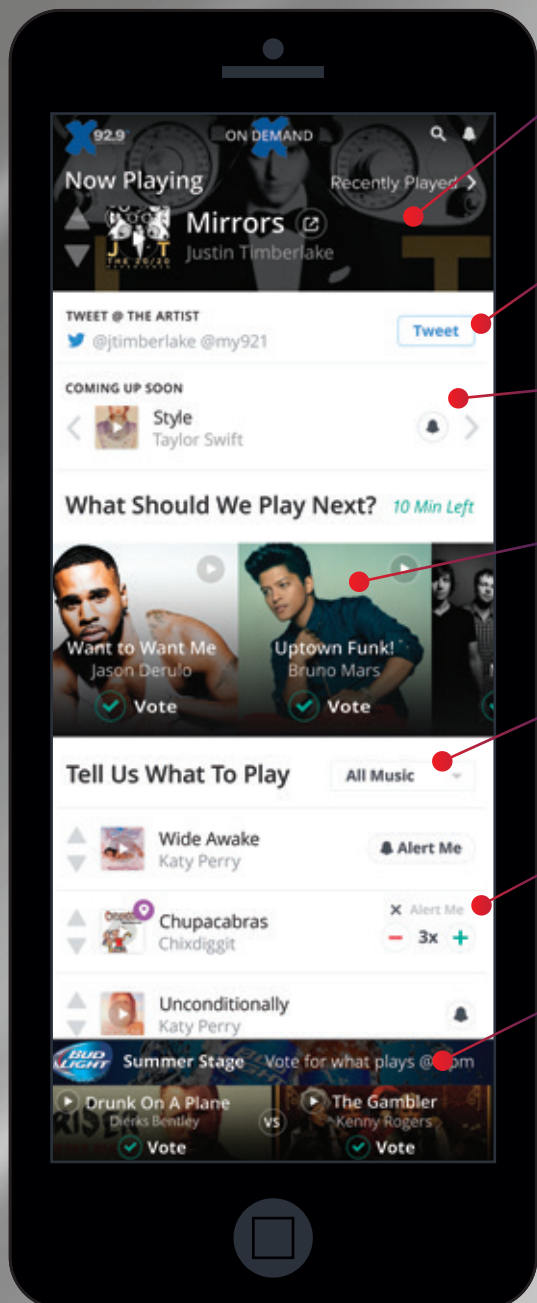 92.9 ON DEMAND
Now Playing Recently Played
Mirrors
Justin Timberlake
J T
THE 20/20
EXPERIENCE
TWEET @ THE ARTIST
@jtimberlake @my921
Tweet
COMING UP SOON
Style
Taylor Swift
What Should We Play Next? 10 Min Left
Want to Want Me
Jason Derulo
Vote
Uptown Funk!
Bruno Mars
Vote
Tell Us What To Play
All Music
Wide Awake
Katy Perry
Alert Me
Chupacabras
Chixdiggit
Alert Me
3x
Unconditionally
Katy Perry
BUD LIGHT Summer Stage Vote for what plays @
Drunk On A Plane
Dierks Bentley
Vote
VS
The Gambler
Kenny Rogers
Vote